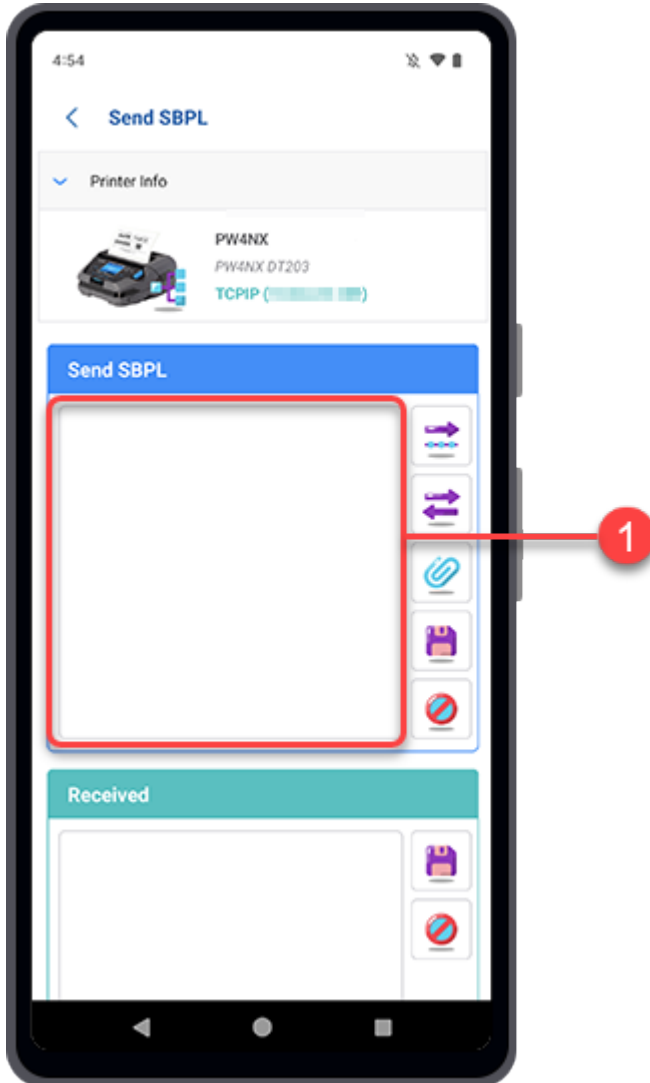 4:54
Send SBPL
Printer Info
PW4NX
PW4NX DT203
TCPIP ( )
Send SBPL
1
Received